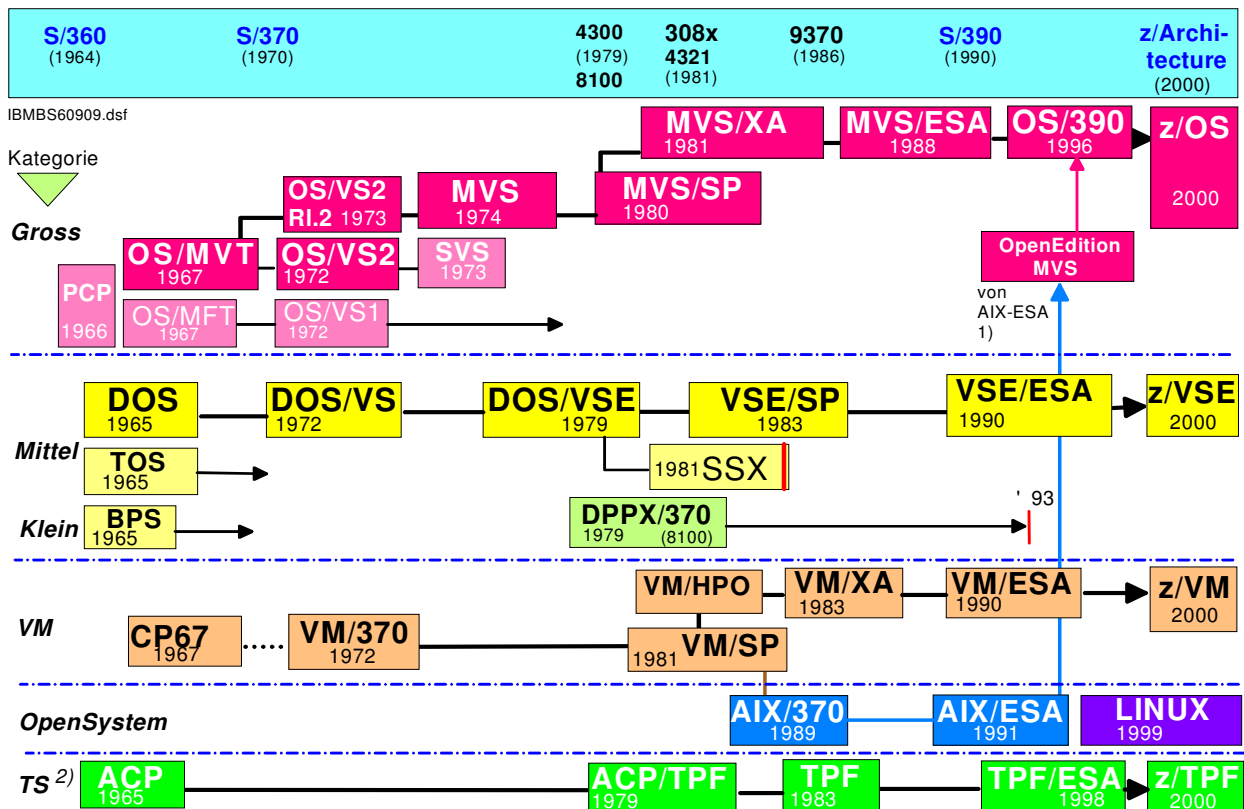 S/360
(1964)
S/370
(1970)
4300
(1979)
8100
308x
4321
(1981)
9370
(1986)
S/390
(1990)
z/Archi-
tecture
(2000)
IBMBS60909.dsf
Kategorie
Gross
MVS/XA
1981
MVS/ESA
1988
OS/390
1996
z/OS
2000
OS/VS2
Rl.2 1973
MVS
1974
MVS/SP
1980
OS/MVT
1967
OS/VS2
1972
SVS
1973
OpenEdition
MVS
PCP
1966
OS/MFT
1967
OS/VS1
1972
von
AIX-ESA
1)
Mittel
DOS
1965
DOS/VS
1972
DOS/VSE
1979
VSE/SP
1983
VSE/ESA
1990
z/VSE
2000
TOS
1965
1981 SSX
Klein
BPS
1965
DPPX/370
1979 (8100)
' 93
VM
VM/HPO
VM/XA
1983
VM/ESA
1990
z/VM
2000
CP67
1967
VM/370
1972
1981 VM/SP
OpenSystem
AIX/370
1989
AIX/ESA
1991
LINUX
1999
TS 2)
ACP
1965
ACP/TPF
1979
TPF
1983
TPF/ESA
1998
z/TPF
2000